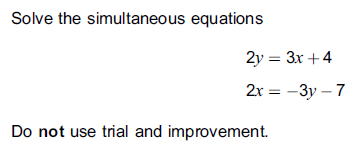 Solve the simultaneous equations
2y = 3x + 4
2x = −3y − 7
Do not use trial and improvement.